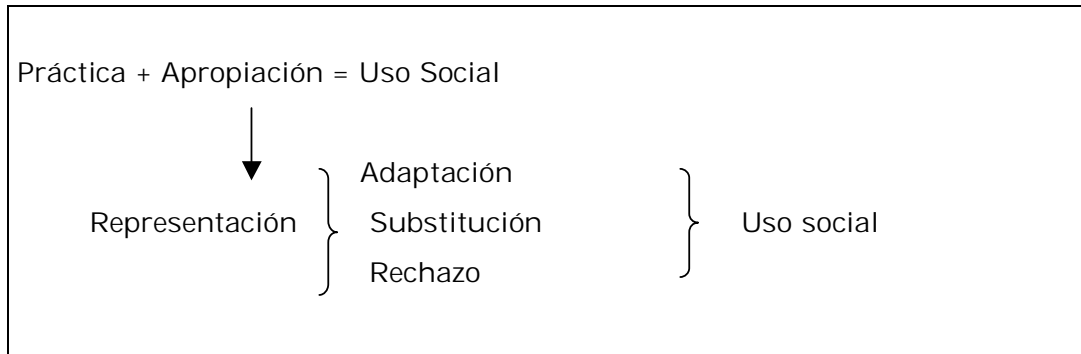 Práctica + Apropiación = Uso Social
Adaptación
Representación Substitución Uso social
Rechazo